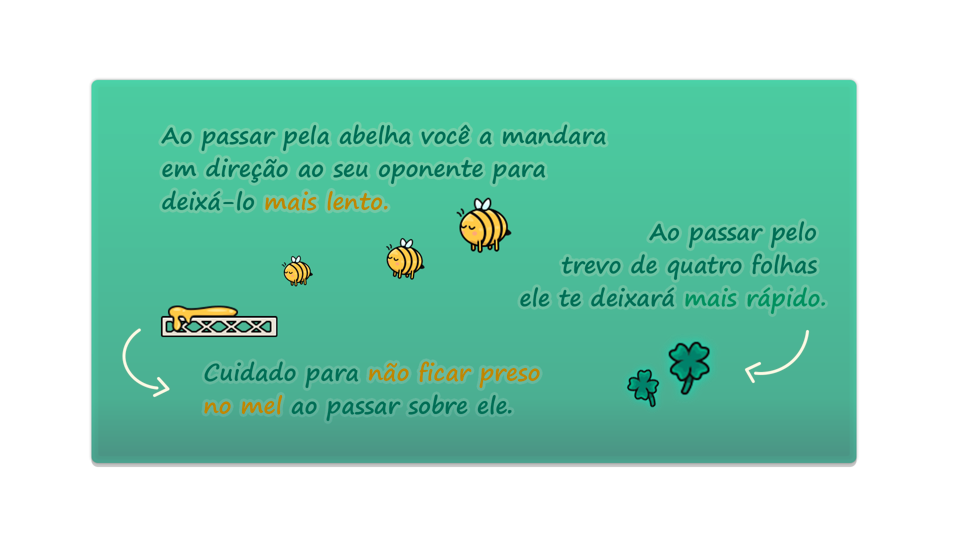 Ao passar pela abelha você a mandara
em direção ao seu oponente para
deixá-lo mais lento.
Ao passar pelo
trevo de quatro folhas
ele te deixará mais rápido.
Cuidado para não ficar preso
no mel ao passar sobre ele.